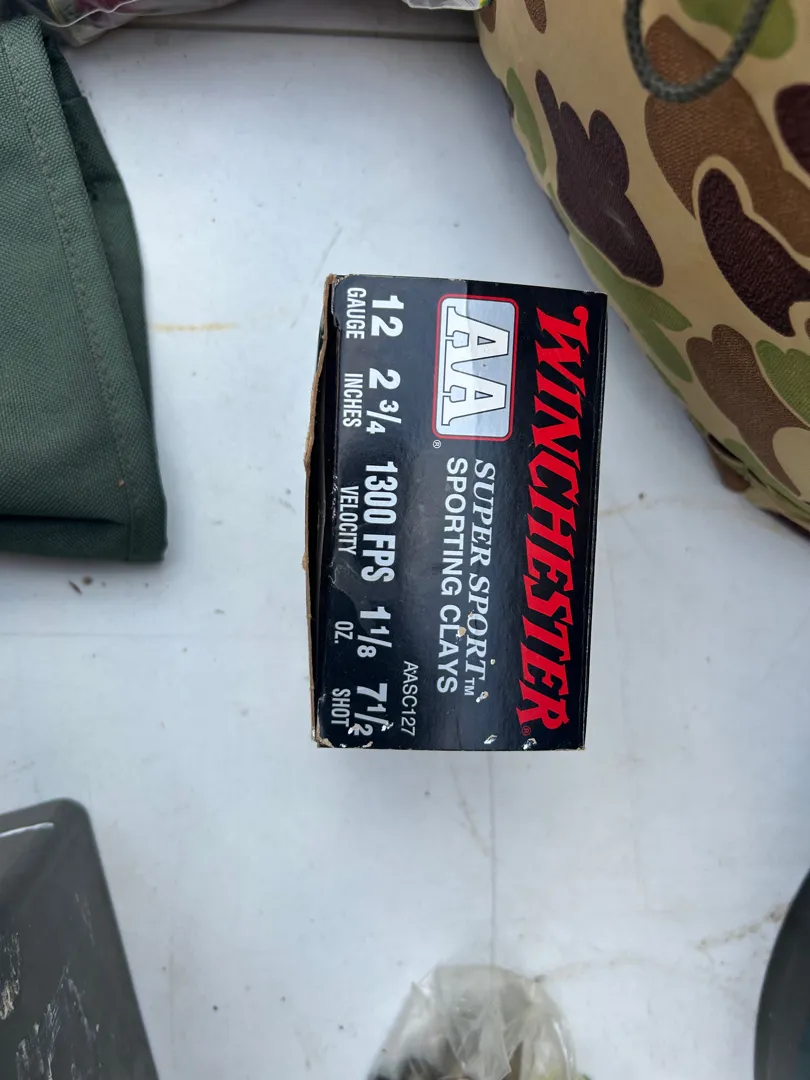 WINCHESTER®
AA®
SUPER SPORT™
SPORTING CLAYS
AASC127
12 2 3/4 1300 FPS 1 1/8 7 1/2
GAUGE INCHES VELOCITY OZ. SHOT